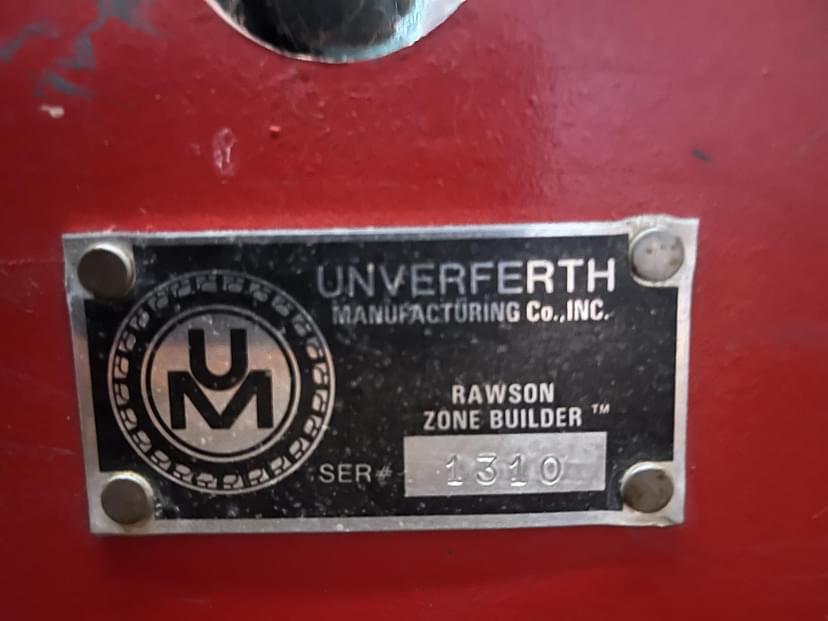 UNVERFERTH
MANUFACTURING Co.,INC.
UM
RAWSON
ZONE BUILDER ™
SER# 1310